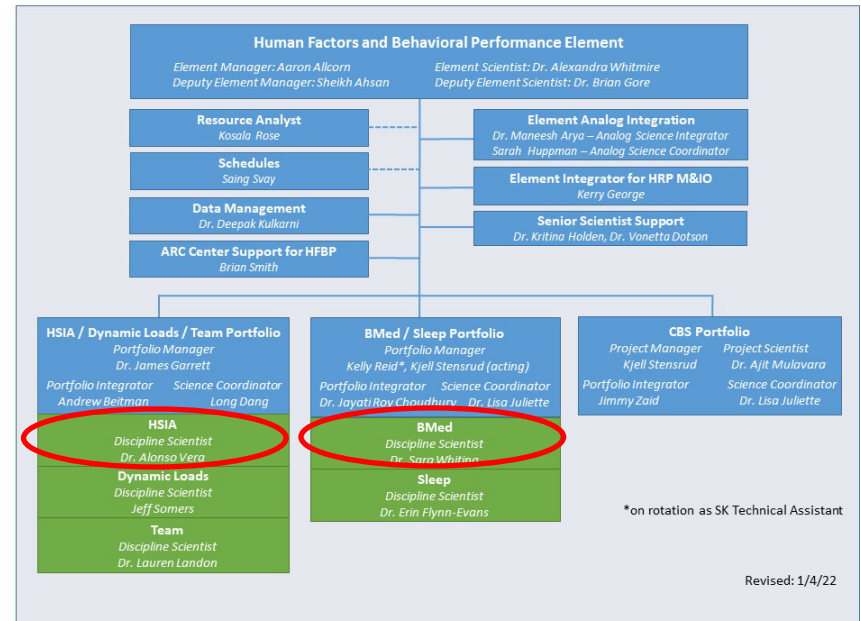 Human Factors and Behavioral Performance Element
Element Manager: Aaron Allcorn
Element Scientist: Dr. Alexandra Whitmire
Deputy Element Manager: Sheikh Ahsan
Deputy Element Scientist: Dr. Brian Gore
Resource Analyst
Kosala Rose
Schedules
Saing Svay
Data Management
Dr. Deepak Kulkarni
ARC Center Support for HFBP
Brian Smith
Element Analog Integration
Dr. Maneesh Arya – Analog Science Integrator
Sarah Huppman – Analog Science Coordinator
Element Integrator for HRP M&IO
Kerry George
Senior Scientist Support
Dr. Kritina Holden, Dr. Vonetta Dotson
HSIA / Dynamic Loads / Team Portfolio
Portfolio Manager
Dr. James Garrett
Portfolio Integrator
Science Coordinator
Andrew Beitman
Long Dang
HSIA
Discipline Scientist
Dr. Alonso Vera
Dynamic Loads
Discipline Scientist
Jeff Somers
Team
Discipline Scientist
Dr. Lauren Landon
BMed / Sleep Portfolio
Portfolio Manager
Kelly Reid*, Kjell Stensrud (acting)
Portfolio Integrator
Science Coordinator
Dr. Jayati Roy Choudhury
Dr. Lisa Juliette
BMed
Discipline Scientist
Dr. Sara Whiting
Sleep
Discipline Scientist
Dr. Erin Flynn-Evans
CBS Portfolio
Project Manager
Project Scientist
Kjell Stensrud
Dr. Ajit Mulavara
Portfolio Integrator
Science Coordinator
Jimmy Zaid
Dr. Lisa Juliette
*on rotation as SK Technical Assistant
Revised: 1/4/22